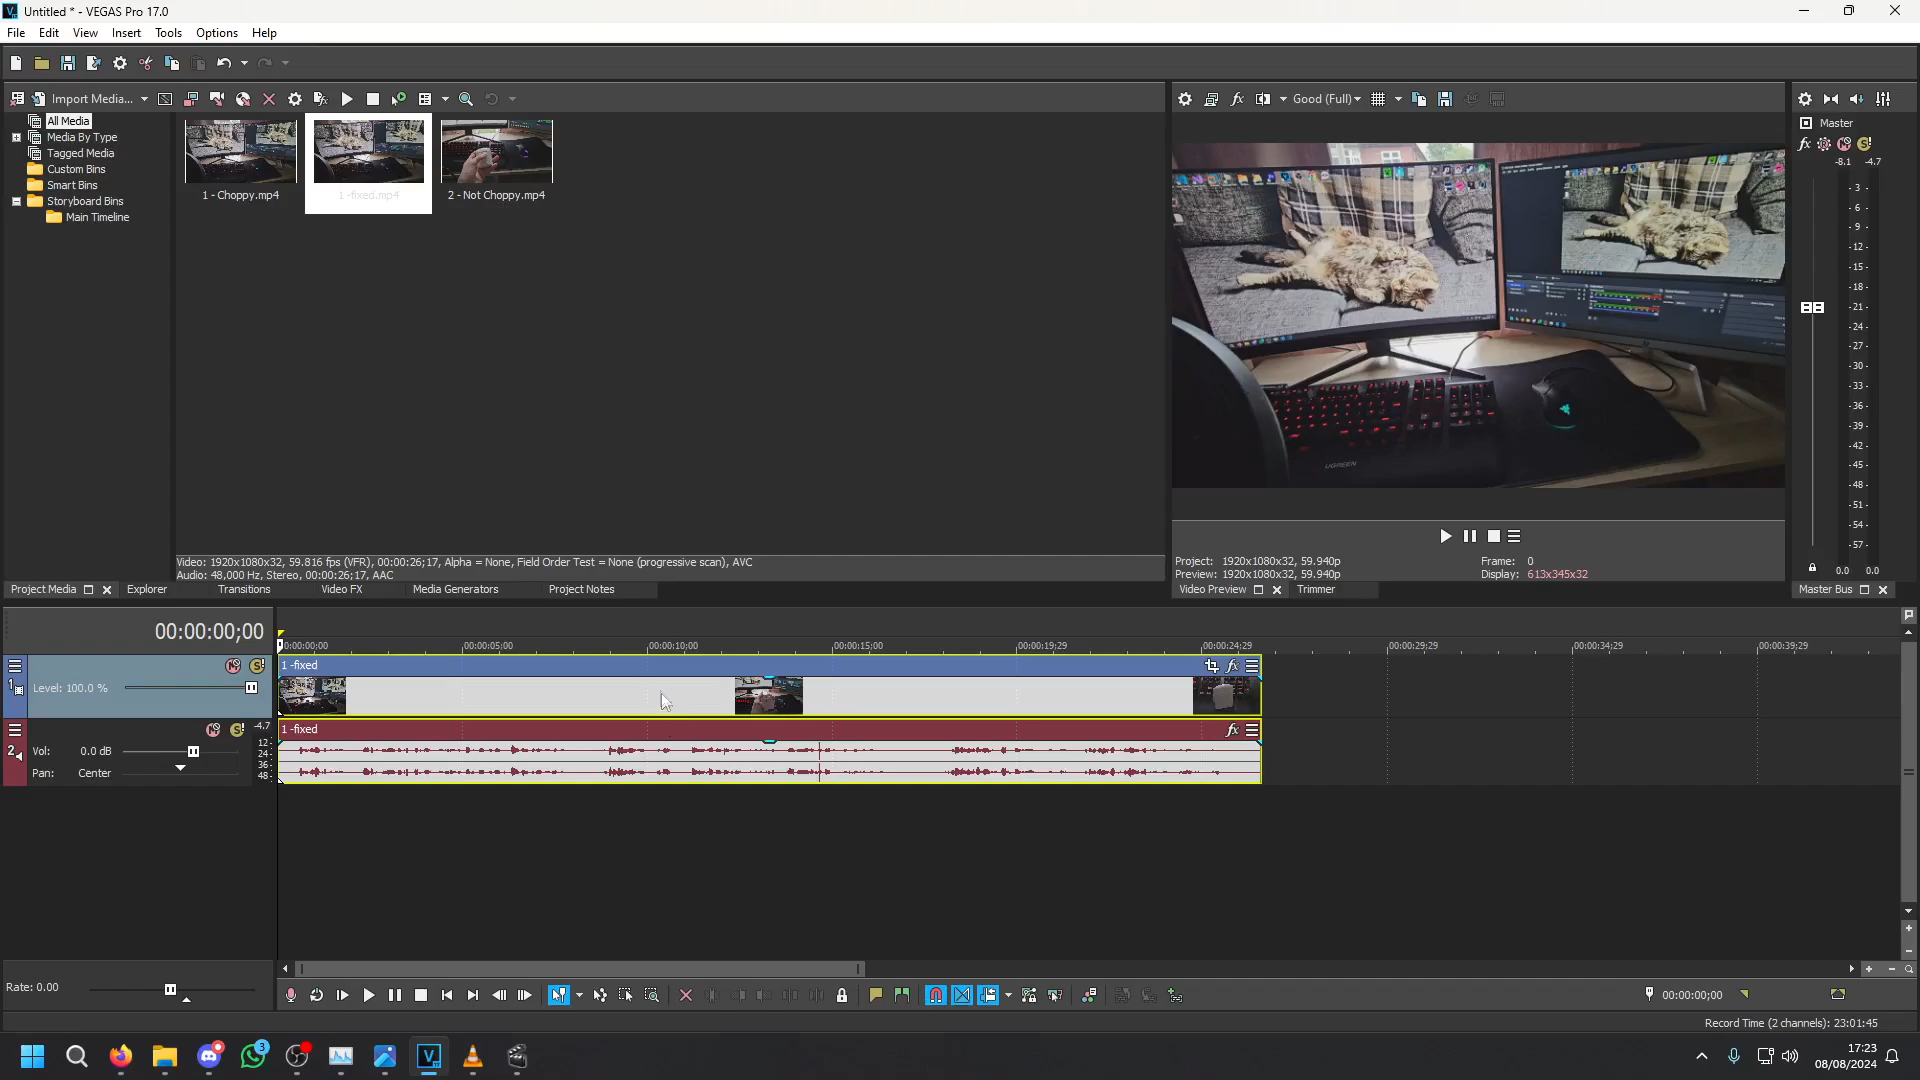 Untitled * - VEGAS Pro 17.0
File Edit View Insert Tools Options Help
Import Media...
Good (Full)
All Media
Media By Type
Tagged Media
Custom Bins
Smart Bins
Storyboard Bins
Main Timeline
1 - Choppy.mp4
1 -fixed.mp4
2 - Not Choppy.mp4
Master
-8.1 -4.7
- 3 -
- 6 -
- 9 -
-12-
-15-
-18-
-21-
-24-
-27-
-30-
-33-
-36-
-39-
-42-
-45-
-48-
-51-
-54-
-57-
0.0 0.0
UGREEN
Video: 1920x1080x32, 59.816 fps (VFR), 00:00:26;17, Alpha = None, Field Order Test = None (progressive scan), AVC
Audio: 48,000 Hz, Stereo, 00:00:26;17, AAC
Project: 1920x1080x32, 59.940p
Frame: 0
Preview: 1920x1080x32, 59.940p
Display: 613x345x32
Project Media
Explorer
Transitions
Video FX
Media Generators
Project Notes
Video Preview
Trimmer
Master Bus
00:00:00;00
00:00:00;00 00:00:05;00 00:00:10;00 00:00:15;00 00:00:19;29 00:00:24;29 00:00:29;29 00:00:34;29 00:00:39;29
1
Level: 100.0 %
1 -fixed
fx
2
-4.7
12-
24-
36-
48-
Vol: 0.0 dB
Pan: Center
1 -fixed
fx
Rate: 0.00
00:00:00;00
Record Time (2 channels): 23:01:45
3
17:23
08/08/2024